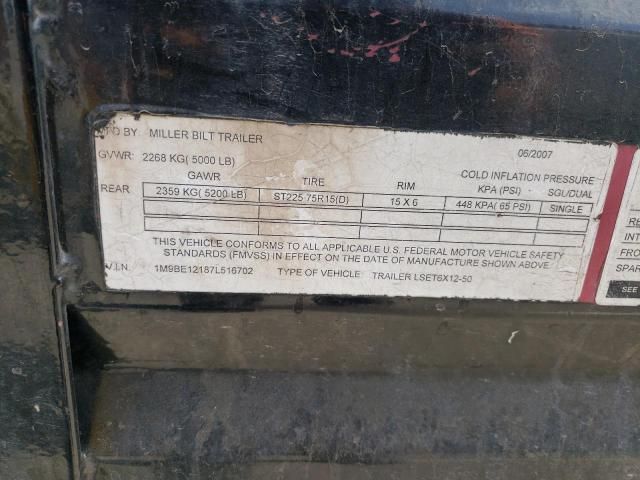 MFD BY MILLER BILT TRAILER 06/2007
GVWR: 2268 KG( 5000 LB) COLD INFLATION PRESSURE
GAWR TIRE RIM KPA (PSI) SGL/DUAL
REAR 2359 KG( 5200 LB) ST225 75R15(D) 15 X 6 448 KPA( 65 PSI) SINGLE
THIS VEHICLE CONFORMS TO ALL APPLICABLE U.S. FEDERAL MOTOR VEHICLE SAFETY
STANDARDS (FMVSS) IN EFFECT ON THE DATE OF MANUFACTURE SHOWN ABOVE
V.I.N. 1M9BE12187L516702 TYPE OF VEHICLE TRAILER LSET6X12-50
SEE